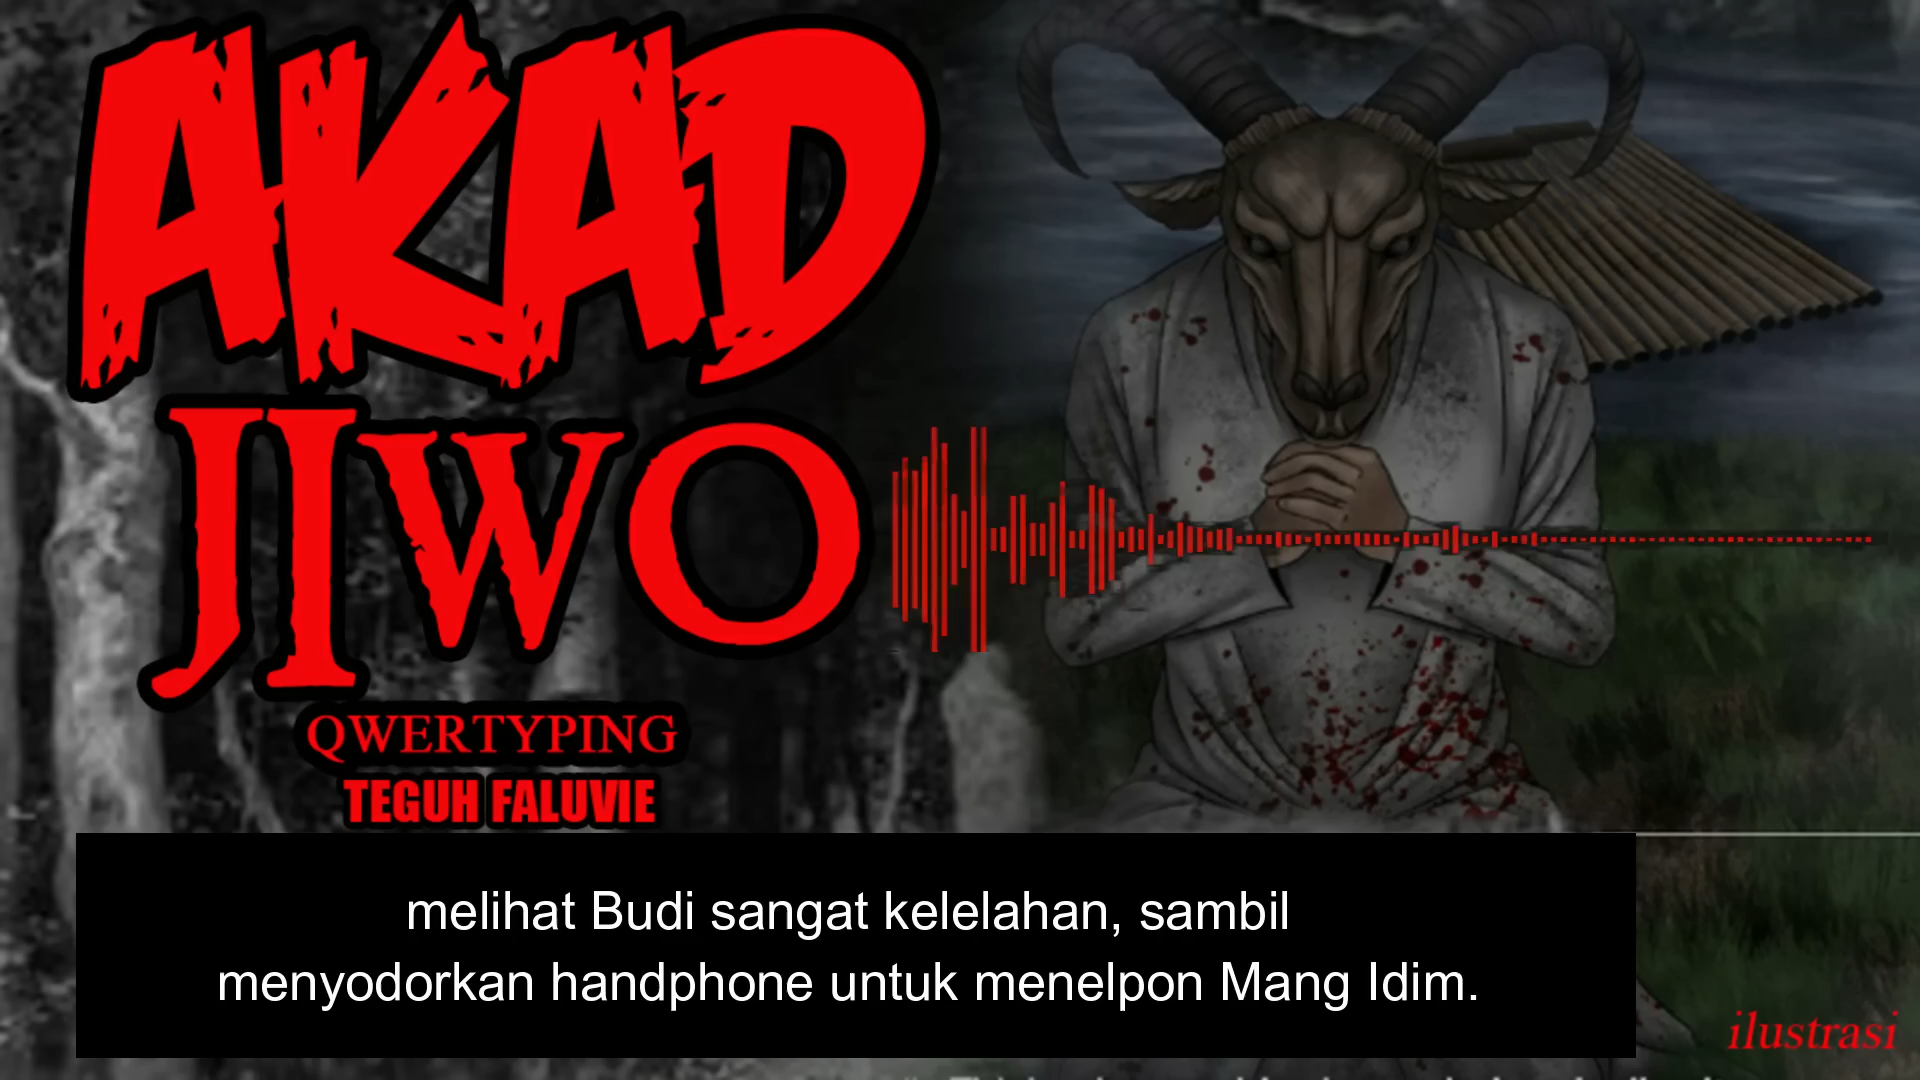 AKAD
JIWO
QWERTYPING
TEGUH FALUVIE
melihat Budi sangat kelelahan, sambil
menyodorkan handphone untuk menelpon Mang Idim.
ilustrasi